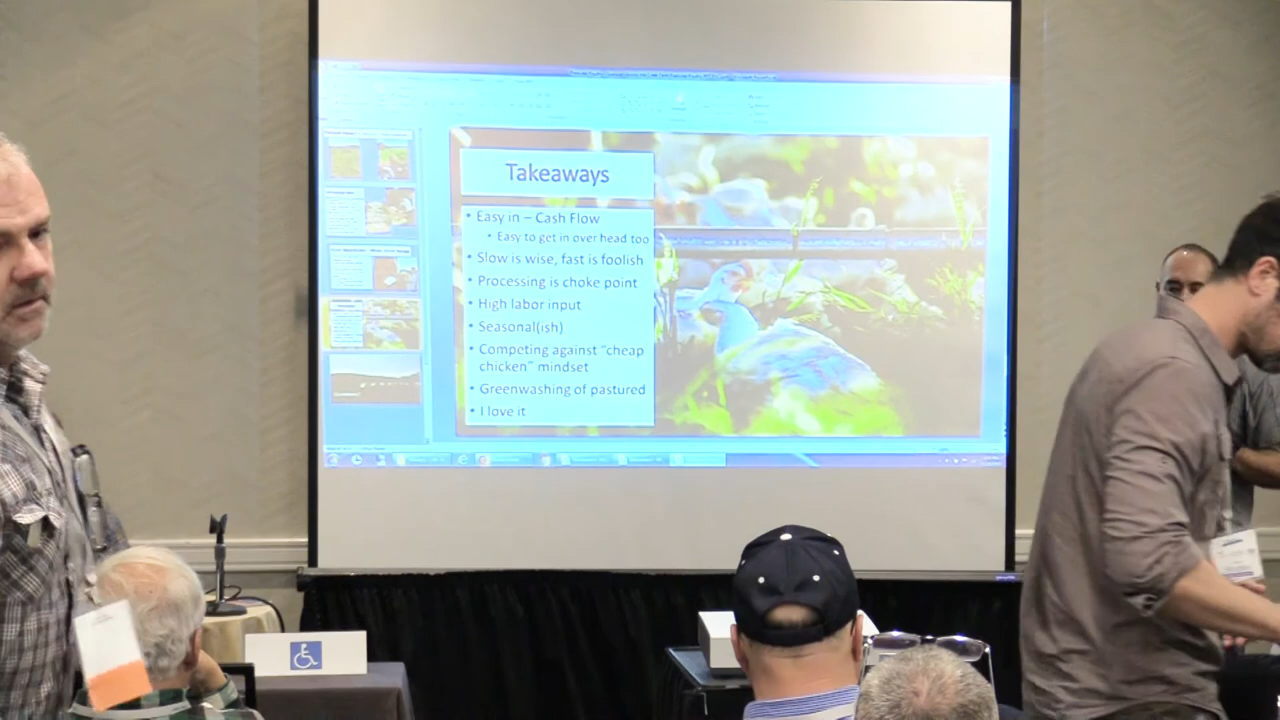 Takeaways
• Easy in – Cash Flow
• Easy to get in over head too
• Slow is wise, fast is foolish
• Processing is choke point
• High labor input
• Seasonal(ish)
• Competing against "cheap
chicken" mindset
• Greenwashing of pastured
• I love it